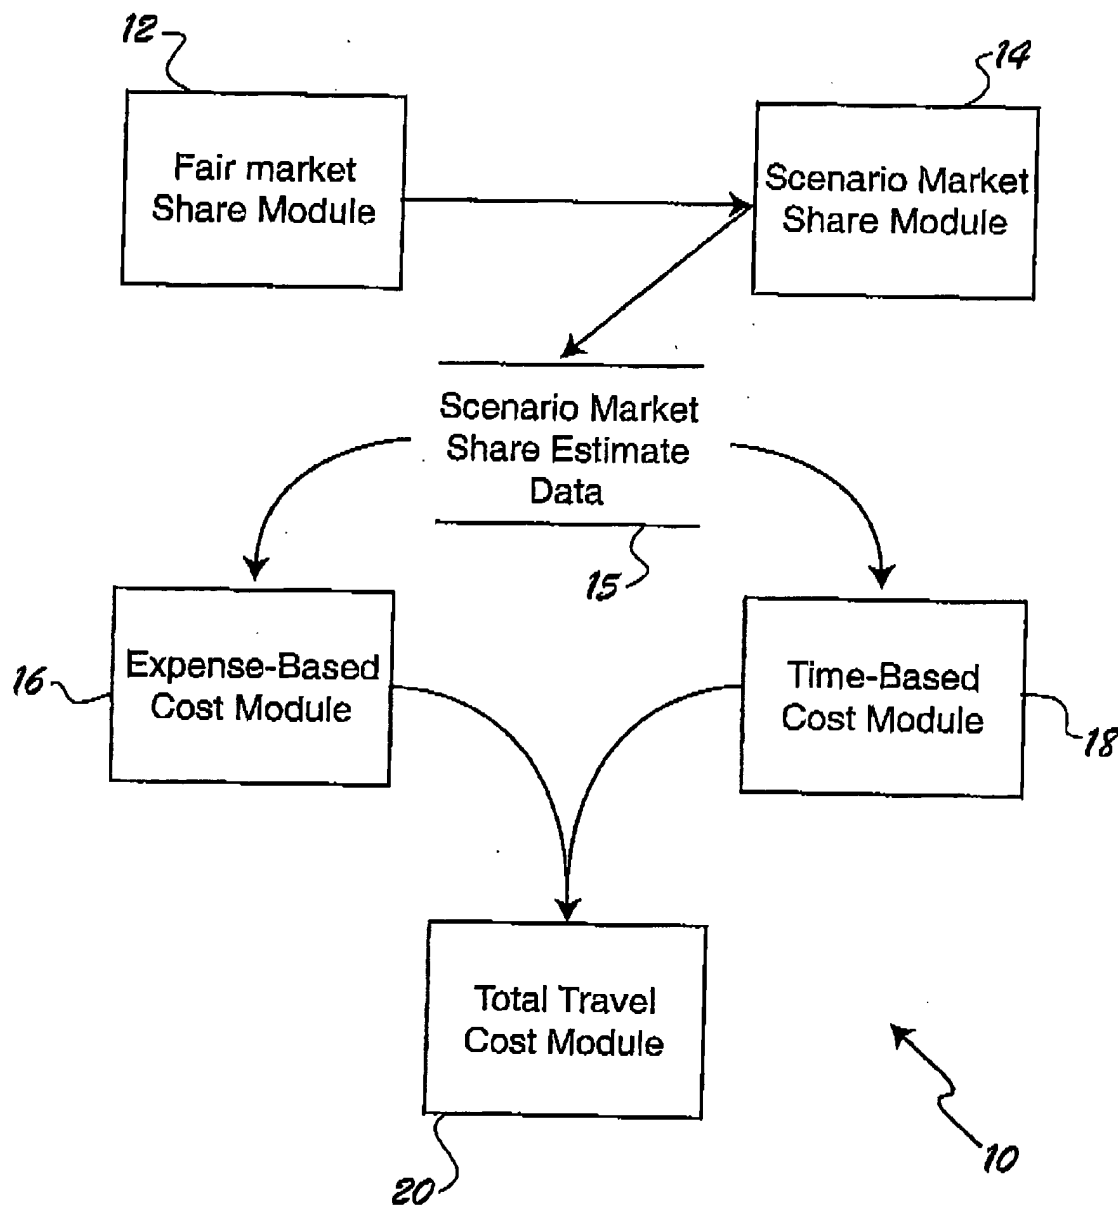 12
14
Fair market
Share Module
Scenario Market
Share Module
Scenario Market
Share Estimate
Data
15
16
Expense-Based
Cost Module
Time-Based
Cost Module
18
Total Travel
Cost Module
20
10